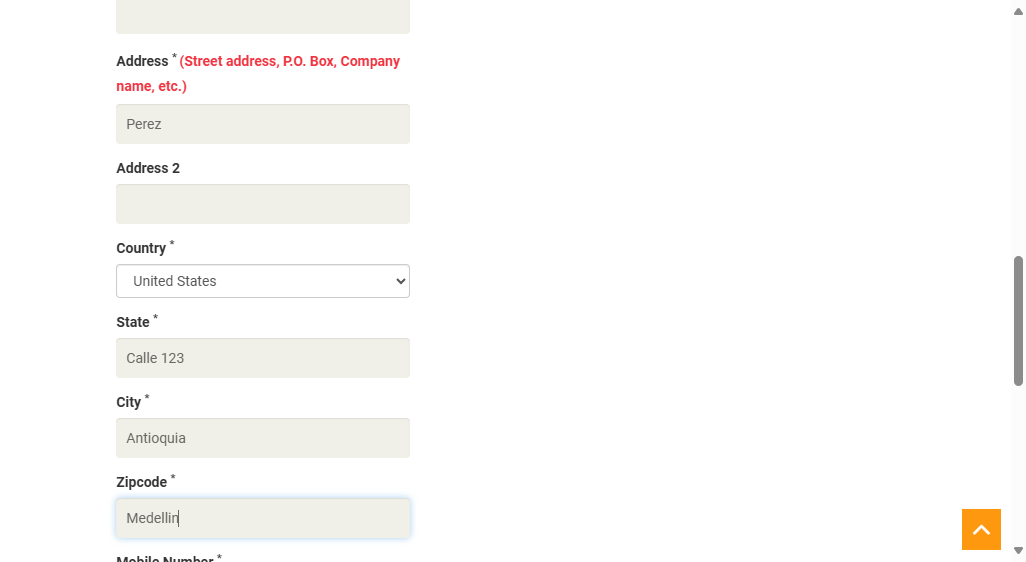 Address * (Street address, P.O. Box, Company
name, etc.)
Perez
Address 2
Country *
United States
State *
Calle 123
City *
Antioquia
Zipcode *
Medellin
Mobile Number *